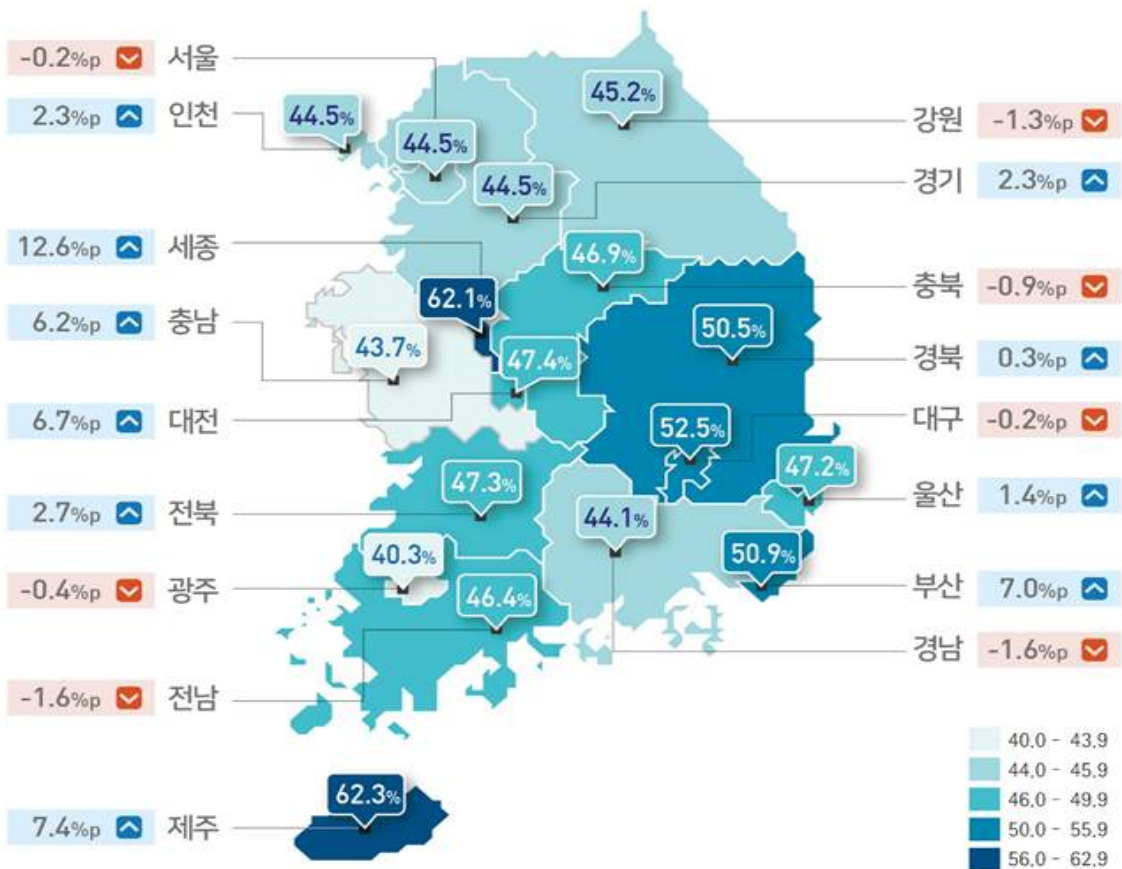 -0.2%p 서울
2.3%p 인천
12.6%p 세종
6.2%p 충남
6.7%p 대전
2.7%p 전북
-0.4%p 광주
-1.6%p 전남
7.4%p 제주
44.5%
44.5%
44.5%
45.2%
62.1%
46.9%
43.7%
47.4%
50.5%
52.5%
47.2%
47.3%
44.1%
50.9%
40.3%
46.4%
62.3%
강원 -1.3%p
경기 2.3%p
충북 -0.9%p
경북 0.3%p
대구 -0.2%p
울산 1.4%p
부산 7.0%p
경남 -1.6%p
40.0 - 43.9
44.0 - 45.9
46.0 - 49.9
50.0 - 55.9
56.0 - 62.9